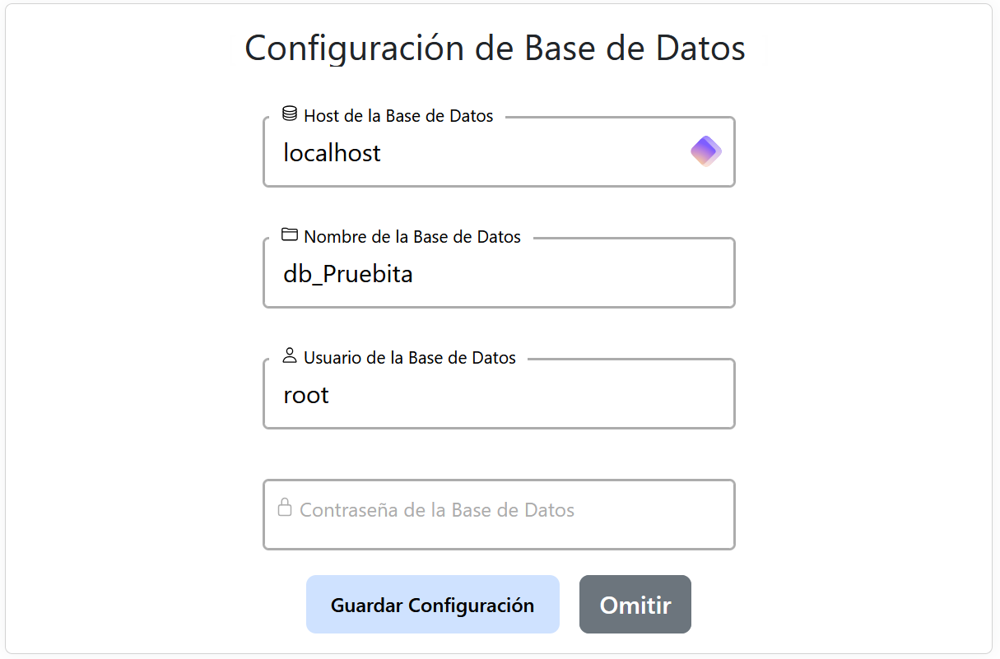 Configuración de Base de Datos
Host de la Base de Datos
localhost
Nombre de la Base de Datos
db_Pruebita
Usuario de la Base de Datos
root
Contraseña de la Base de Datos
Guardar Configuración
Omitir